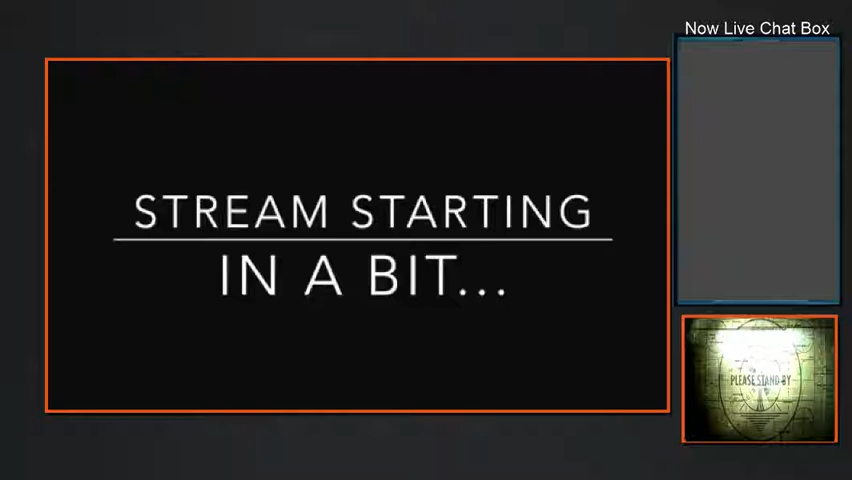 Now Live Chat Box
STREAM STARTING
IN A BIT...
PLEASE STAND BY